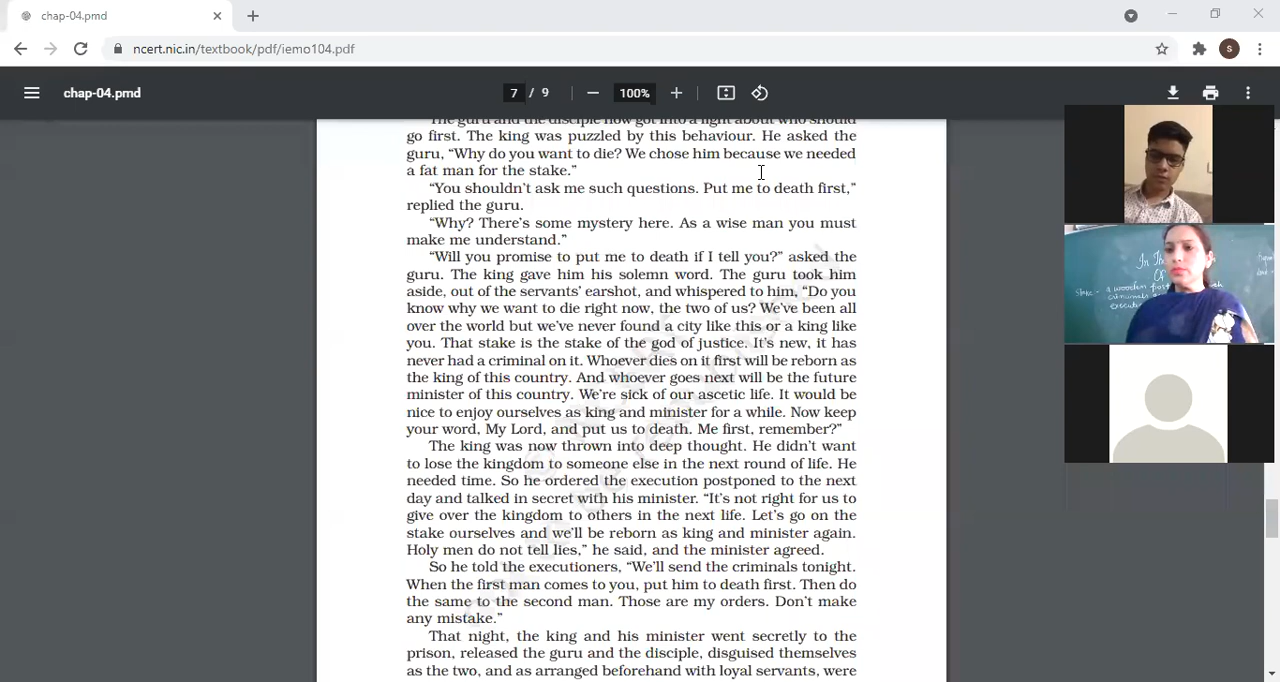 chap-04.pmd
ncert.nic.in/textbook/pdf/iemo104.pdf
S
chap-04.pmd
7 / 9
100%
The guru and the disciple now got into a fight about who should
go first. The king was puzzled by this behaviour. He asked the
guru, “Why do you want to die? We chose him because we needed
a fat man for the stake.”
“You shouldn’t ask me such questions. Put me to death first,”
replied the guru.
“Why? There’s some mystery here. As a wise man you must
make me understand.”
“Will you promise to put me to death if I tell you?” asked the
guru. The king gave him his solemn word. The guru took him
aside, out of the servants’ earshot, and whispered to him, “Do you
know why we want to die right now, the two of us? We’ve been all
over the world but we’ve never found a city like this or a king like
you. That stake is the stake of the god of justice. It’s new, it has
never had a criminal on it. Whoever dies on it first will be reborn as
the king of this country. And whoever goes next will be the future
minister of this country. We’re sick of our ascetic life. It would be
nice to enjoy ourselves as king and minister for a while. Now keep
your word, My Lord, and put us to death. Me first, remember?”
The king was now thrown into deep thought. He didn’t want
to lose the kingdom to someone else in the next round of life. He
needed time. So he ordered the execution postponed to the next
day and talked in secret with his minister. “It’s not right for us to
give over the kingdom to others in the next life. Let’s go on the
stake ourselves and we’ll be reborn as king and minister again.
Holy men do not tell lies,” he said, and the minister agreed.
So he told the executioners, “We’ll send the criminals tonight.
When the first man comes to you, put him to death first. Then do
the same to the second man. Those are my orders. Don’t make
any mistake.”
That night, the king and his minister went secretly to the
prison, released the guru and the disciple, disguised themselves
as the two, and as arranged beforehand with loyal servants, were
In
Stake:- a wooden
criminals